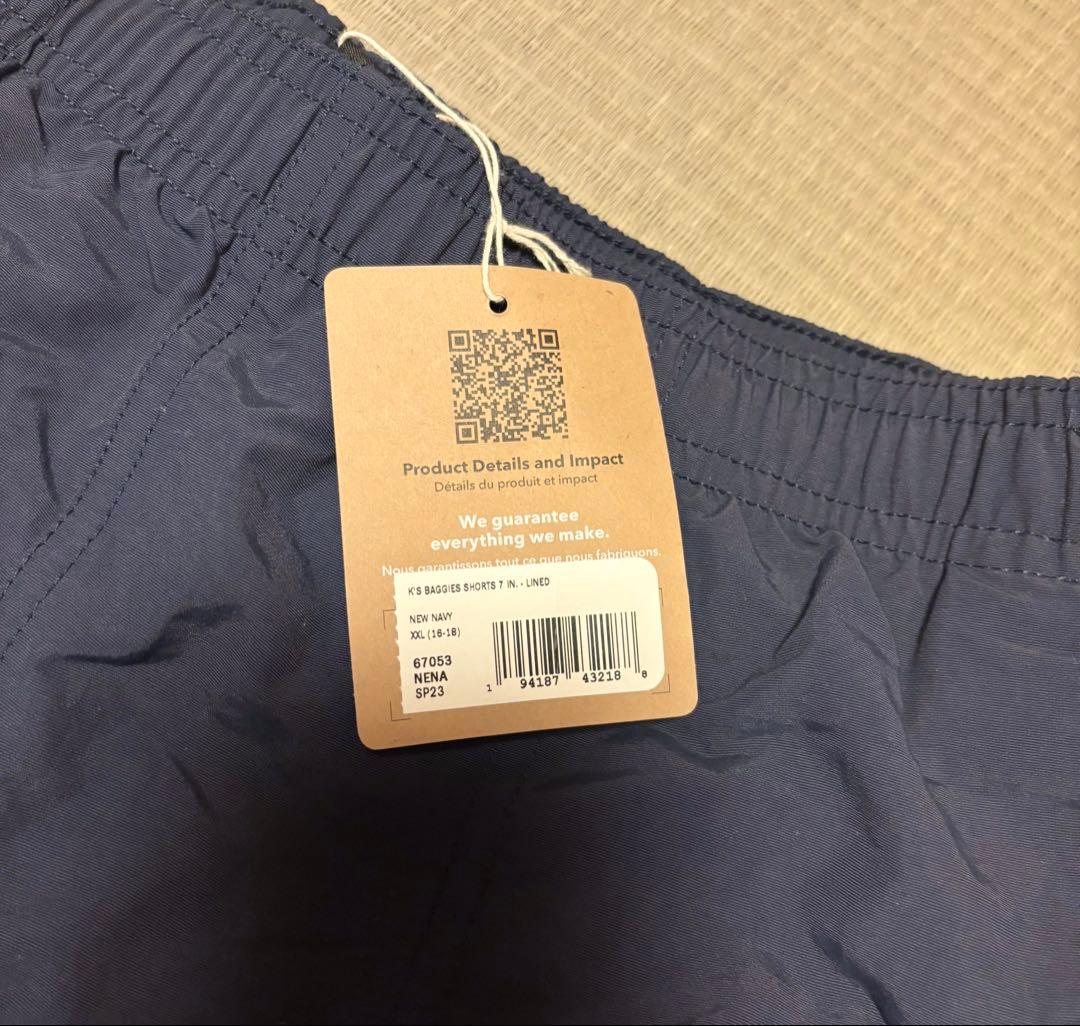 Product Details and Impact
Détails du produit et impact
We guarantee
everything we make.
Nous garantissons tout ce que nous fabriquons.
K'S BAGGIES SHORTS 7 IN. - LINED
NEW NAVY
XXL (16-18)
67053
NENA
SP23
1 94187 43218 8